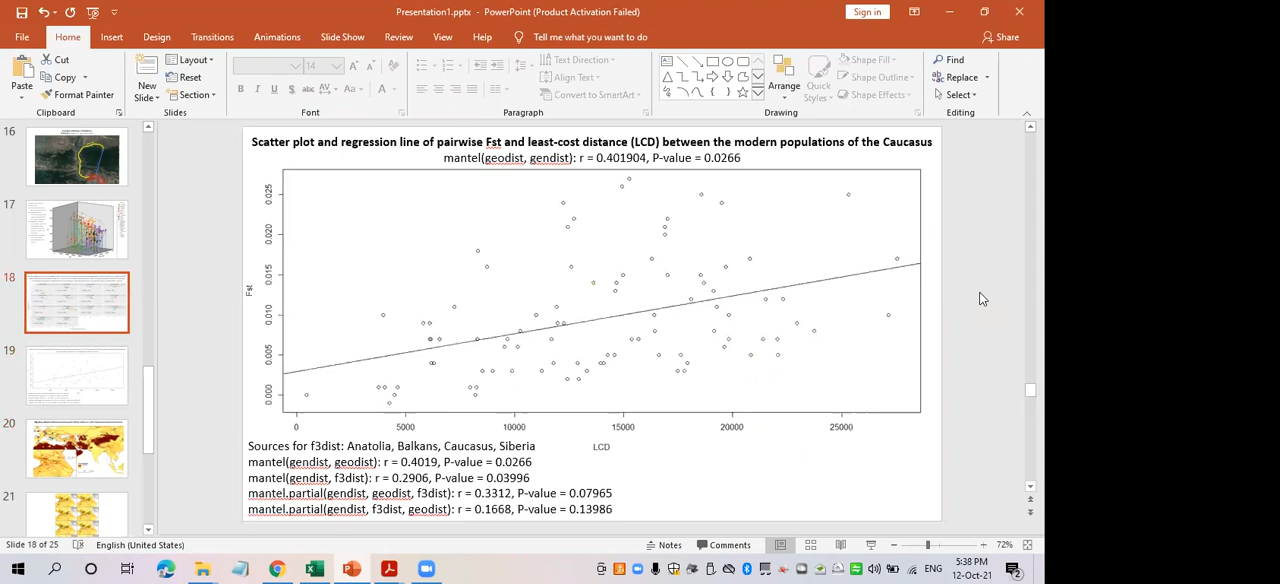 Presentation1.pptx - PowerPoint (Product Activation Failed)
Sign in
File Home Insert Design Transitions Animations Slide Show Review View Help Tell me what you want to do Share
Paste
Cut
Copy
Format Painter
Clipboard
New
Slide
Layout
Reset
Section
Slides
14
B I U S abc AV Aa A
Font
Text Direction
Align Text
Convert to SmartArt
Paragraph
Arrange
Quick
Styles
Shape Fill
Shape Outline
Shape Effects
Drawing
Find
Replace
Select
Editing
16
17
18
19
20
21
Scatter plot and regression line of pairwise Fst and least-cost distance (LCD) between the modern populations of the Caucasus
mantel(geodist, gendist): r = 0.401904, P-value = 0.0266
0.025
0.020
0.015
0.010
0.005
0.000
Fst
0 5000 10000 15000 20000 25000
LCD
Sources for f3dist: Anatolia, Balkans, Caucasus, Siberia
mantel(gendist, geodist): r = 0.4019, P-value = 0.0266
mantel(gendist, f3dist): r = 0.2906, P-value = 0.03996
mantel.partial(gendist, geodist, f3dist): r = 0.3312, P-value = 0.07965
mantel.partial(gendist, f3dist, geodist): r = 0.1668, P-value = 0.13986
Slide 18 of 25 English (United States) Notes Comments 72%
ENG
5:38 PM
12-Oct-21
2